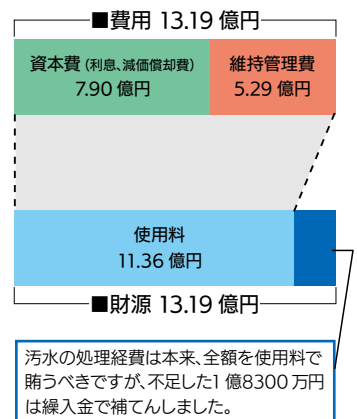 ■費用 13.19 億円
資本費(利息、減価償却費)
7.90 億円
維持管理費
5.29 億円
使用料
11.36 億円
■財源 13.19 億円
汚水の処理経費は本来、全額を使用料で
賄うべきですが、不足した1 億8300 万円
は繰入金で補てんしました。